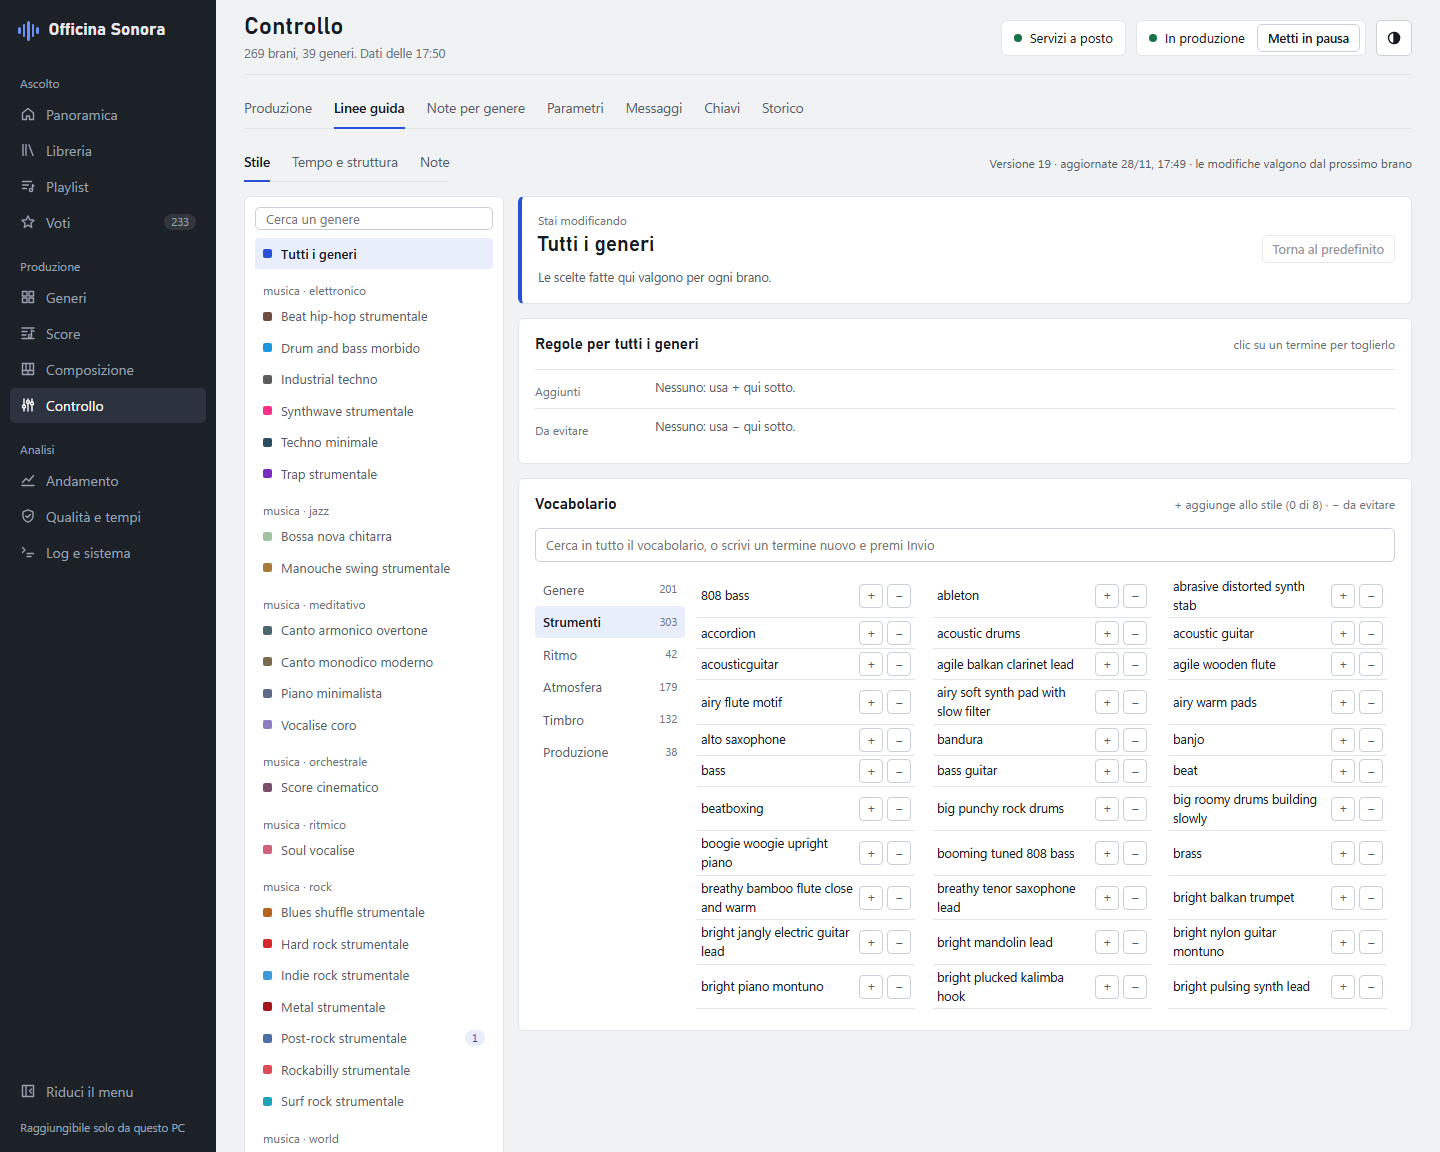 Officina Sonora
Ascolto
Panoramica
Libreria
Playlist
Voti 233
Produzione
Generi
Score
Composizione
Controllo
Analisi
Andamento
Qualità e tempi
Log e sistema
Riduci il menu
Raggiungibile solo da questo PC
Controllo
269 brani, 39 generi. Dati delle 17:50
Servizi a posto
In produzione Metti in pausa
Produzione Linee guida Note per genere Parametri Messaggi Chiavi Storico
Stile Tempo e struttura Note
Versione 19 · aggiornate 28/11, 17:49 · le modifiche valgono dal prossimo brano
Cerca un genere
Tutti i generi
musica · elettronico
Beat hip-hop strumentale
Drum and bass morbido
Industrial techno
Synthwave strumentale
Techno minimale
Trap strumentale
musica · jazz
Bossa nova chitarra
Manouche swing strumentale
musica · meditativo
Canto armonico overtone
Canto monodico moderno
Piano minimalista
Vocalise coro
musica · orchestrale
Score cinematico
musica · ritmico
Soul vocalise
musica · rock
Blues shuffle strumentale
Hard rock strumentale
Indie rock strumentale
Metal strumentale
Post-rock strumentale 1
Rockabilly strumentale
Surf rock strumentale
musica · world
Stai modificando
Tutti i generi
Le scelte fatte qui valgono per ogni brano.
Torna al predefinito
Regole per tutti i generi
clic su un termine per toglierlo
Aggiunti Nessuno: usa + qui sotto.
Da evitare Nessuno: usa − qui sotto.
Vocabolario
+ aggiunge allo stile (0 di 8) · − da evitare
Cerca in tutto il vocabolario, o scrivi un termine nuovo e premi Invio
Genere 201
Strumenti 303
Ritmo 42
Atmosfera 179
Timbro 132
Produzione 38
808 bass + −
ableton + −
abrasive distorted synth
stab + −
accordion + −
acoustic drums + −
acoustic guitar + −
acousticguitar + −
agile balkan clarinet lead + −
agile wooden flute + −
airy flute motif + −
airy soft synth pad with
slow filter + −
airy warm pads + −
alto saxophone + −
bandura + −
banjo + −
bass + −
bass guitar + −
beat + −
beatboxing + −
big punchy rock drums + −
big roomy drums building
slowly + −
boogie woogie upright
piano + −
booming tuned 808 bass + −
brass + −
breathy bamboo flute close
and warm + −
breathy tenor saxophone
lead + −
bright balkan trumpet + −
bright jangly electric guitar
lead + −
bright mandolin lead + −
bright nylon guitar
montuno + −
bright piano montuno + −
bright plucked kalimba
hook + −
bright pulsing synth lead + −